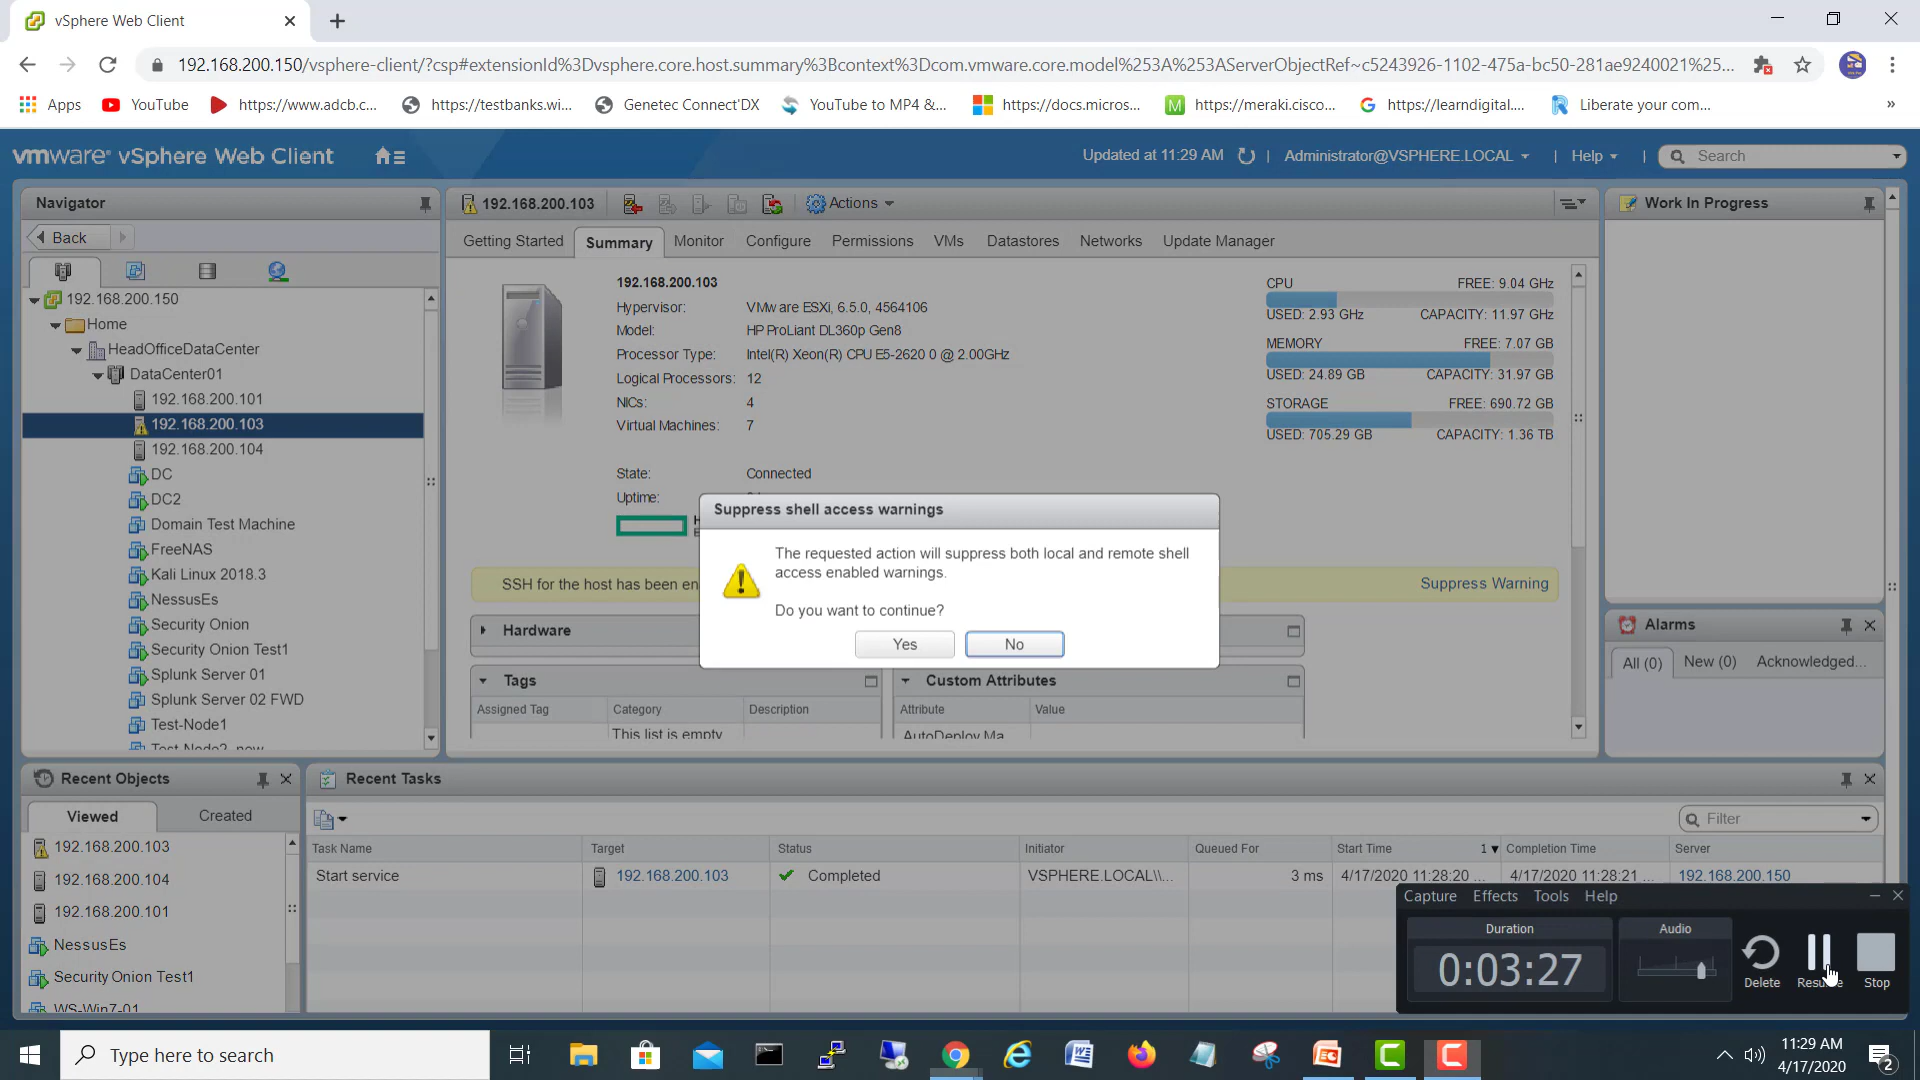 vSphere Web Client
192.168.200.150/vsphere-client/?csp#extensionId%3Dvsphere.core.host.summary%3Bcontext%3Dcom.vmware.core.model%253A%253AServerObjectRef~c5243926-1102-475a-bc50-281ae9240021%25...
Apps YouTube https://www.adcb.c... https://testbanks.wi... Genetec Connect'DX YouTube to MP4 &... https://docs.micros... https://meraki.cisco... https://learndigital.... Liberate your com... »
vmware® vSphere Web Client Updated at 11:29 AM | Administrator@VSPHERE.LOCAL | Help | Search
Navigator
Back
192.168.200.150
Home
HeadOfficeDataCenter
DataCenter01
192.168.200.101
192.168.200.103
192.168.200.104
DC
DC2
Domain Test Machine
FreeNAS
Kali Linux 2018.3
NessusEs
Security Onion
Security Onion Test1
Splunk Server 01
Splunk Server 02 FWD
Test-Node1
Test-Node2_new
192.168.200.103 Actions
Getting Started Summary Monitor Configure Permissions VMs Datastores Networks Update Manager
192.168.200.103
Hypervisor: VMware ESXi, 6.5.0, 4564106
Model: HP ProLiant DL360p Gen8
Processor Type: Intel(R) Xeon(R) CPU E5-2620 0 @ 2.00GHz
Logical Processors: 12
NICs: 4
Virtual Machines: 7
State: Connected
Uptime:
CPU FREE: 9.04 GHz
USED: 2.93 GHz CAPACITY: 11.97 GHz
MEMORY FREE: 7.07 GB
USED: 24.89 GB CAPACITY: 31.97 GB
STORAGE FREE: 690.72 GB
USED: 705.29 GB CAPACITY: 1.36 TB
SSH for the host has been en
Suppress Warning
Suppress shell access warnings
The requested action will suppress both local and remote shell
access enabled warnings.
Do you want to continue?
Yes No
Hardware
Tags
Assigned Tag Category Description
This list is empty
Custom Attributes
Attribute Value
AutoDeploy.Ma...
Work In Progress
Alarms
All (0) New (0) Acknowledged...
Recent Objects
Viewed Created
192.168.200.103
192.168.200.104
192.168.200.101
NessusEs
Security Onion Test1
WS-Win7-01
Recent Tasks
Filter
Task Name Target Status Initiator Queued For Start Time 1 Completion Time Server
Start service 192.168.200.103 Completed VSPHERE.LOCAL\\... 3 ms 4/17/2020 11:28:20 ... 4/17/2020 11:28:21 ... 192.168.200.150
Capture Effects Tools Help
Duration Audio
0:03:27
Delete Stop
Type here to search
11:29 AM
4/17/2020
2